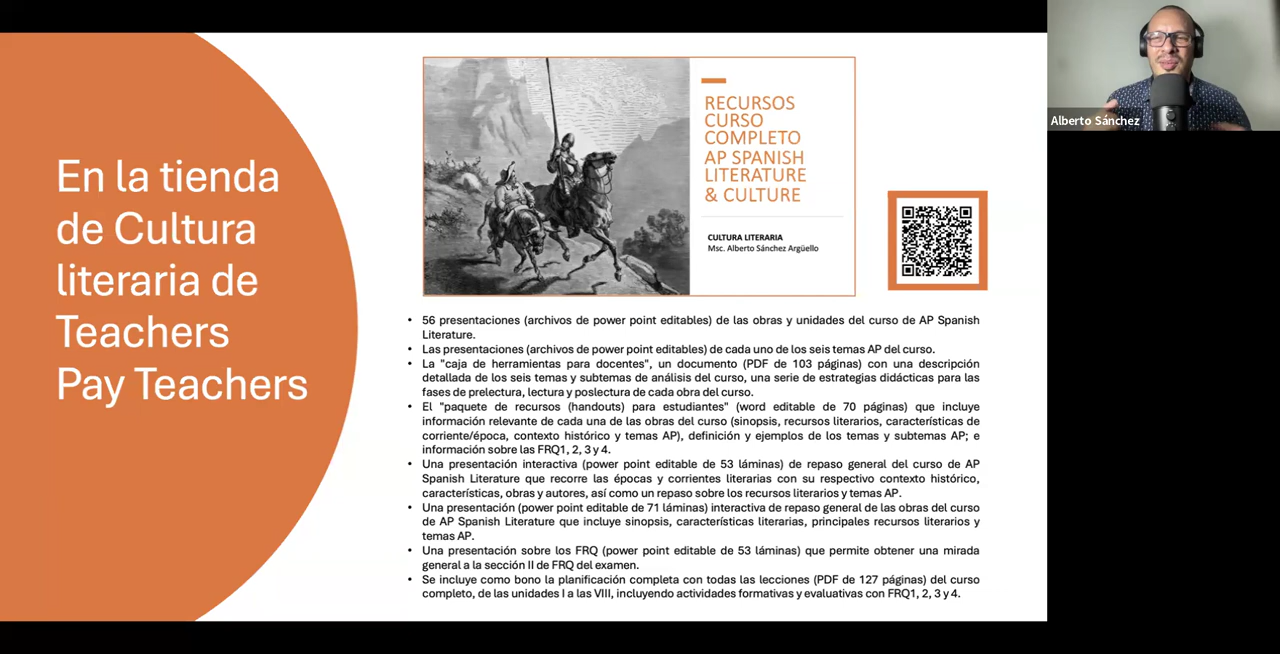 En la tienda
de Cultura
literaria de
Teachers
Pay Teachers
RECURSOS
CURSO
COMPLETO
AP SPANISH
LITERATURE
& CULTURE
CULTURA LITERARIA
Msc. Alberto Sánchez Argüello
Alberto Sánchez
• 56 presentaciones (archivos de power point editables) de las obras y unidades del curso de AP Spanish
Literature.
• Las presentaciones (archivos de power point editables) de cada uno de los seis temas AP del curso.
• La "caja de herramientas para docentes", un documento (PDF de 103 páginas) con una descripción
detallada de los seis temas y subtemas de análisis del curso, una serie de estrategias didácticas para las
fases de prelectura, lectura y poslectura de cada obra del curso.
• El "paquete de recursos (handouts) para estudiantes" (word editable de 70 páginas) que incluye
información relevante de cada una de las obras del curso (sinopsis, recursos literarios, características de
corriente/época, contexto histórico y temas AP), definición y ejemplos de los temas y subtemas AP; e
información sobre las FRQ1, 2, 3 y 4.
• Una presentación interactiva (power point editable de 53 láminas) de repaso general del curso de AP
Spanish Literature que recorre las épocas y corrientes literarias con su respectivo contexto histórico,
características, obras y autores, así como un repaso sobre los recursos literarios y temas AP.
• Una presentación (power point editable de 71 láminas) interactiva de repaso general de las obras del curso
de AP Spanish Literature que incluye sinopsis, características literarias, principales recursos literarios y
temas AP.
• Una presentación sobre los FRQ (power point editable de 53 láminas) que permite obtener una mirada
general a la sección II de FRQ del examen.
• Se incluye como bono la planificación completa con todas las lecciones (PDF de 127 páginas) del curso
completo, de las unidades I a las VIII, incluyendo actividades formativas y evaluativas con FRQ1, 2, 3 y 4.